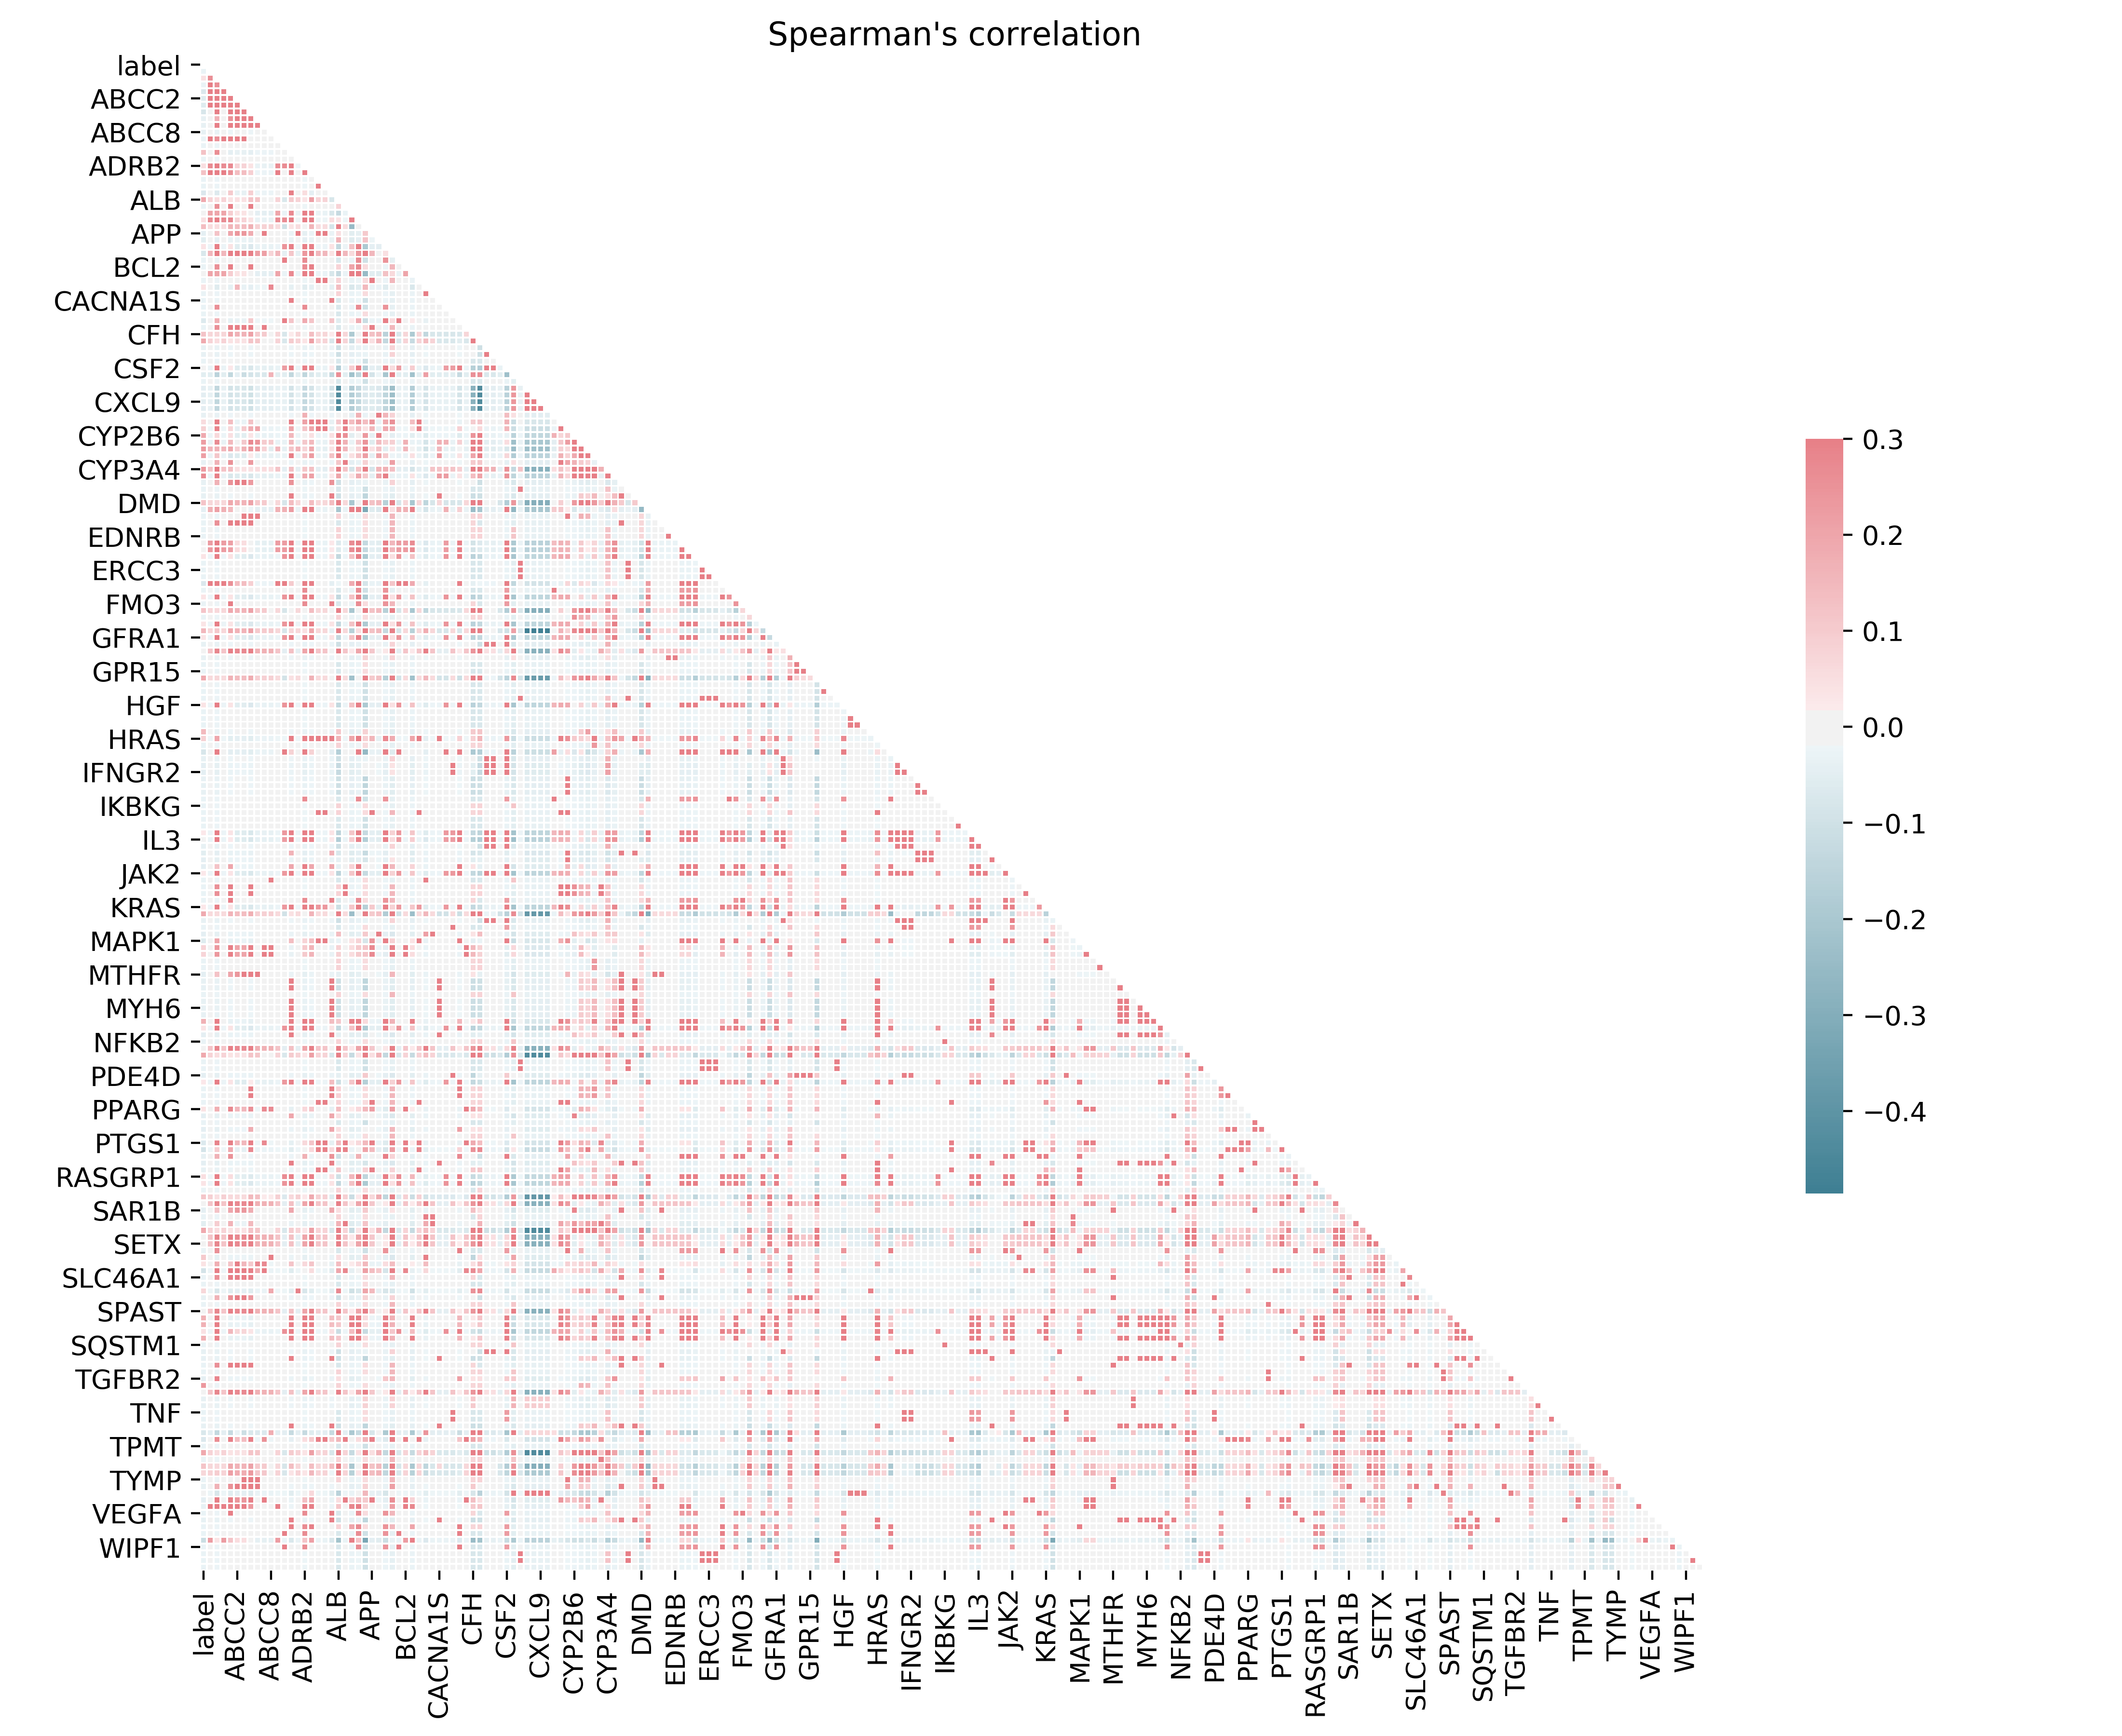 Spearman's correlation
label
ABCC2
ABCC8
ADRB2
ALB
APP
BCL2
CACNA1S
CFH
CSF2
CXCL9
CYP2B6
CYP3A4
DMD
EDNRB
ERCC3
FMO3
GFRA1
GPR15
HGF
HRAS
IFNGR2
IKBKG
IL3
JAK2
KRAS
MAPK1
MTHFR
MYH6
NFKB2
PDE4D
PPARG
PTGS1
RASGRP1
SAR1B
SETX
SLC46A1
SPAST
SQSTM1
TGFBR2
TNF
TPMT
TYMP
VEGFA
WIPF1
label
ABCC2
ABCC8
ADRB2
ALB
APP
BCL2
CACNA1S
CFH
CSF2
CXCL9
CYP2B6
CYP3A4
DMD
EDNRB
ERCC3
FMO3
GFRA1
GPR15
HGF
HRAS
IFNGR2
IKBKG
IL3
JAK2
KRAS
MAPK1
MTHFR
MYH6
NFKB2
PDE4D
PPARG
PTGS1
RASGRP1
SAR1B
SETX
SLC46A1
SPAST
SQSTM1
TGFBR2
TNF
TPMT
TYMP
VEGFA
WIPF1
0.3
0.2
0.1
0.0
−0.1
−0.2
−0.3
−0.4